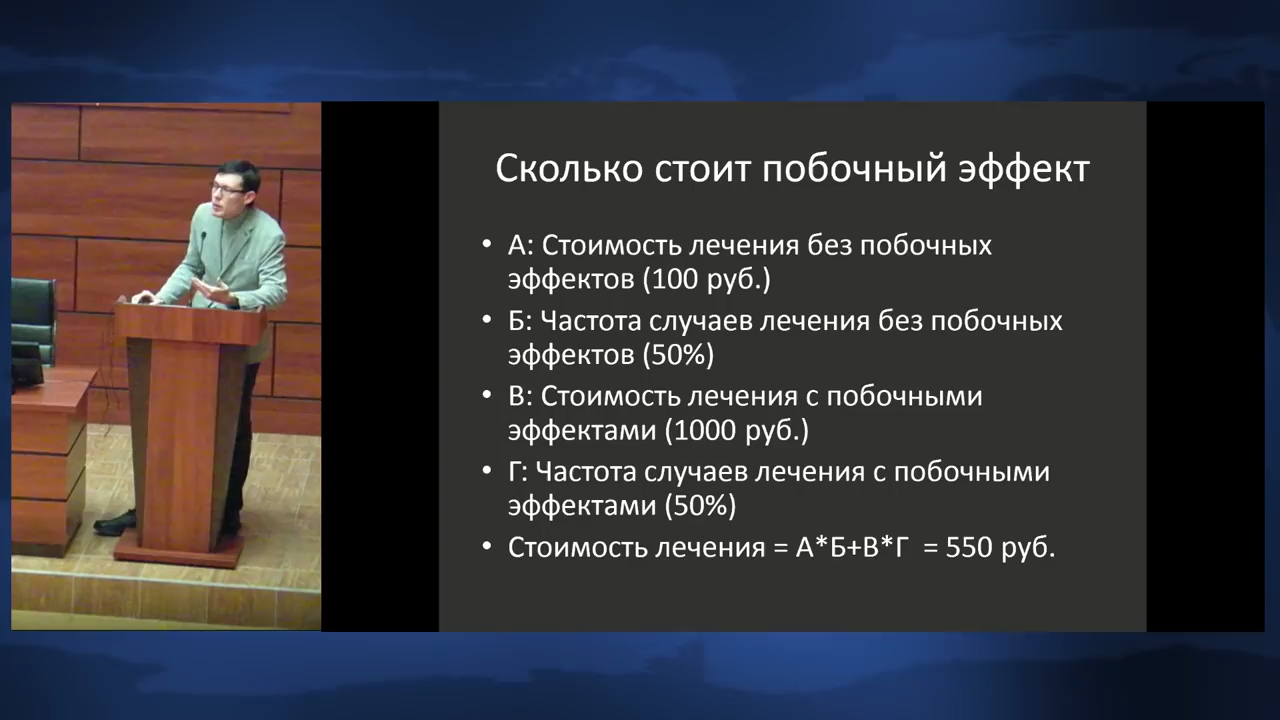 Сколько стоит побочный эффект
• А: Стоимость лечения без побочных
эффектов (100 руб.)
• Б: Частота случаев лечения без побочных
эффектов (50%)
• В: Стоимость лечения с побочными
эффектами (1000 руб.)
• Г: Частота случаев лечения с побочными
эффектами (50%)
• Стоимость лечения = А*Б+В*Г = 550 руб.